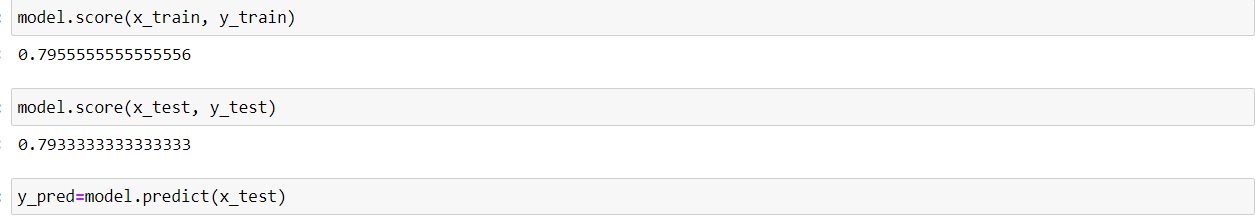 model.score(x_train, y_train)
0.7955555555555556
model.score(x_test, y_test)
0.7933333333333333
y_pred=model.predict(x_test)